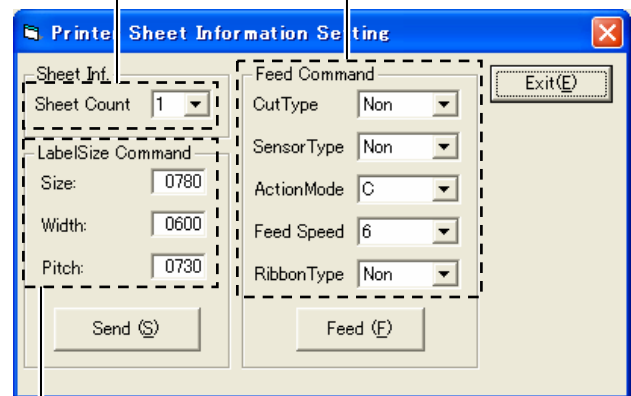 Printer Sheet Information Setting
Sheet Inf.
Sheet Count 1
LabelSize Command
Size: 0780
Width: 0600
Pitch: 0730
Send (S)
Feed Command
CutType Non
SensorType Non
ActionMode C
Feed Speed 6
RibbonType Non
Feed (F)
Exit(E)